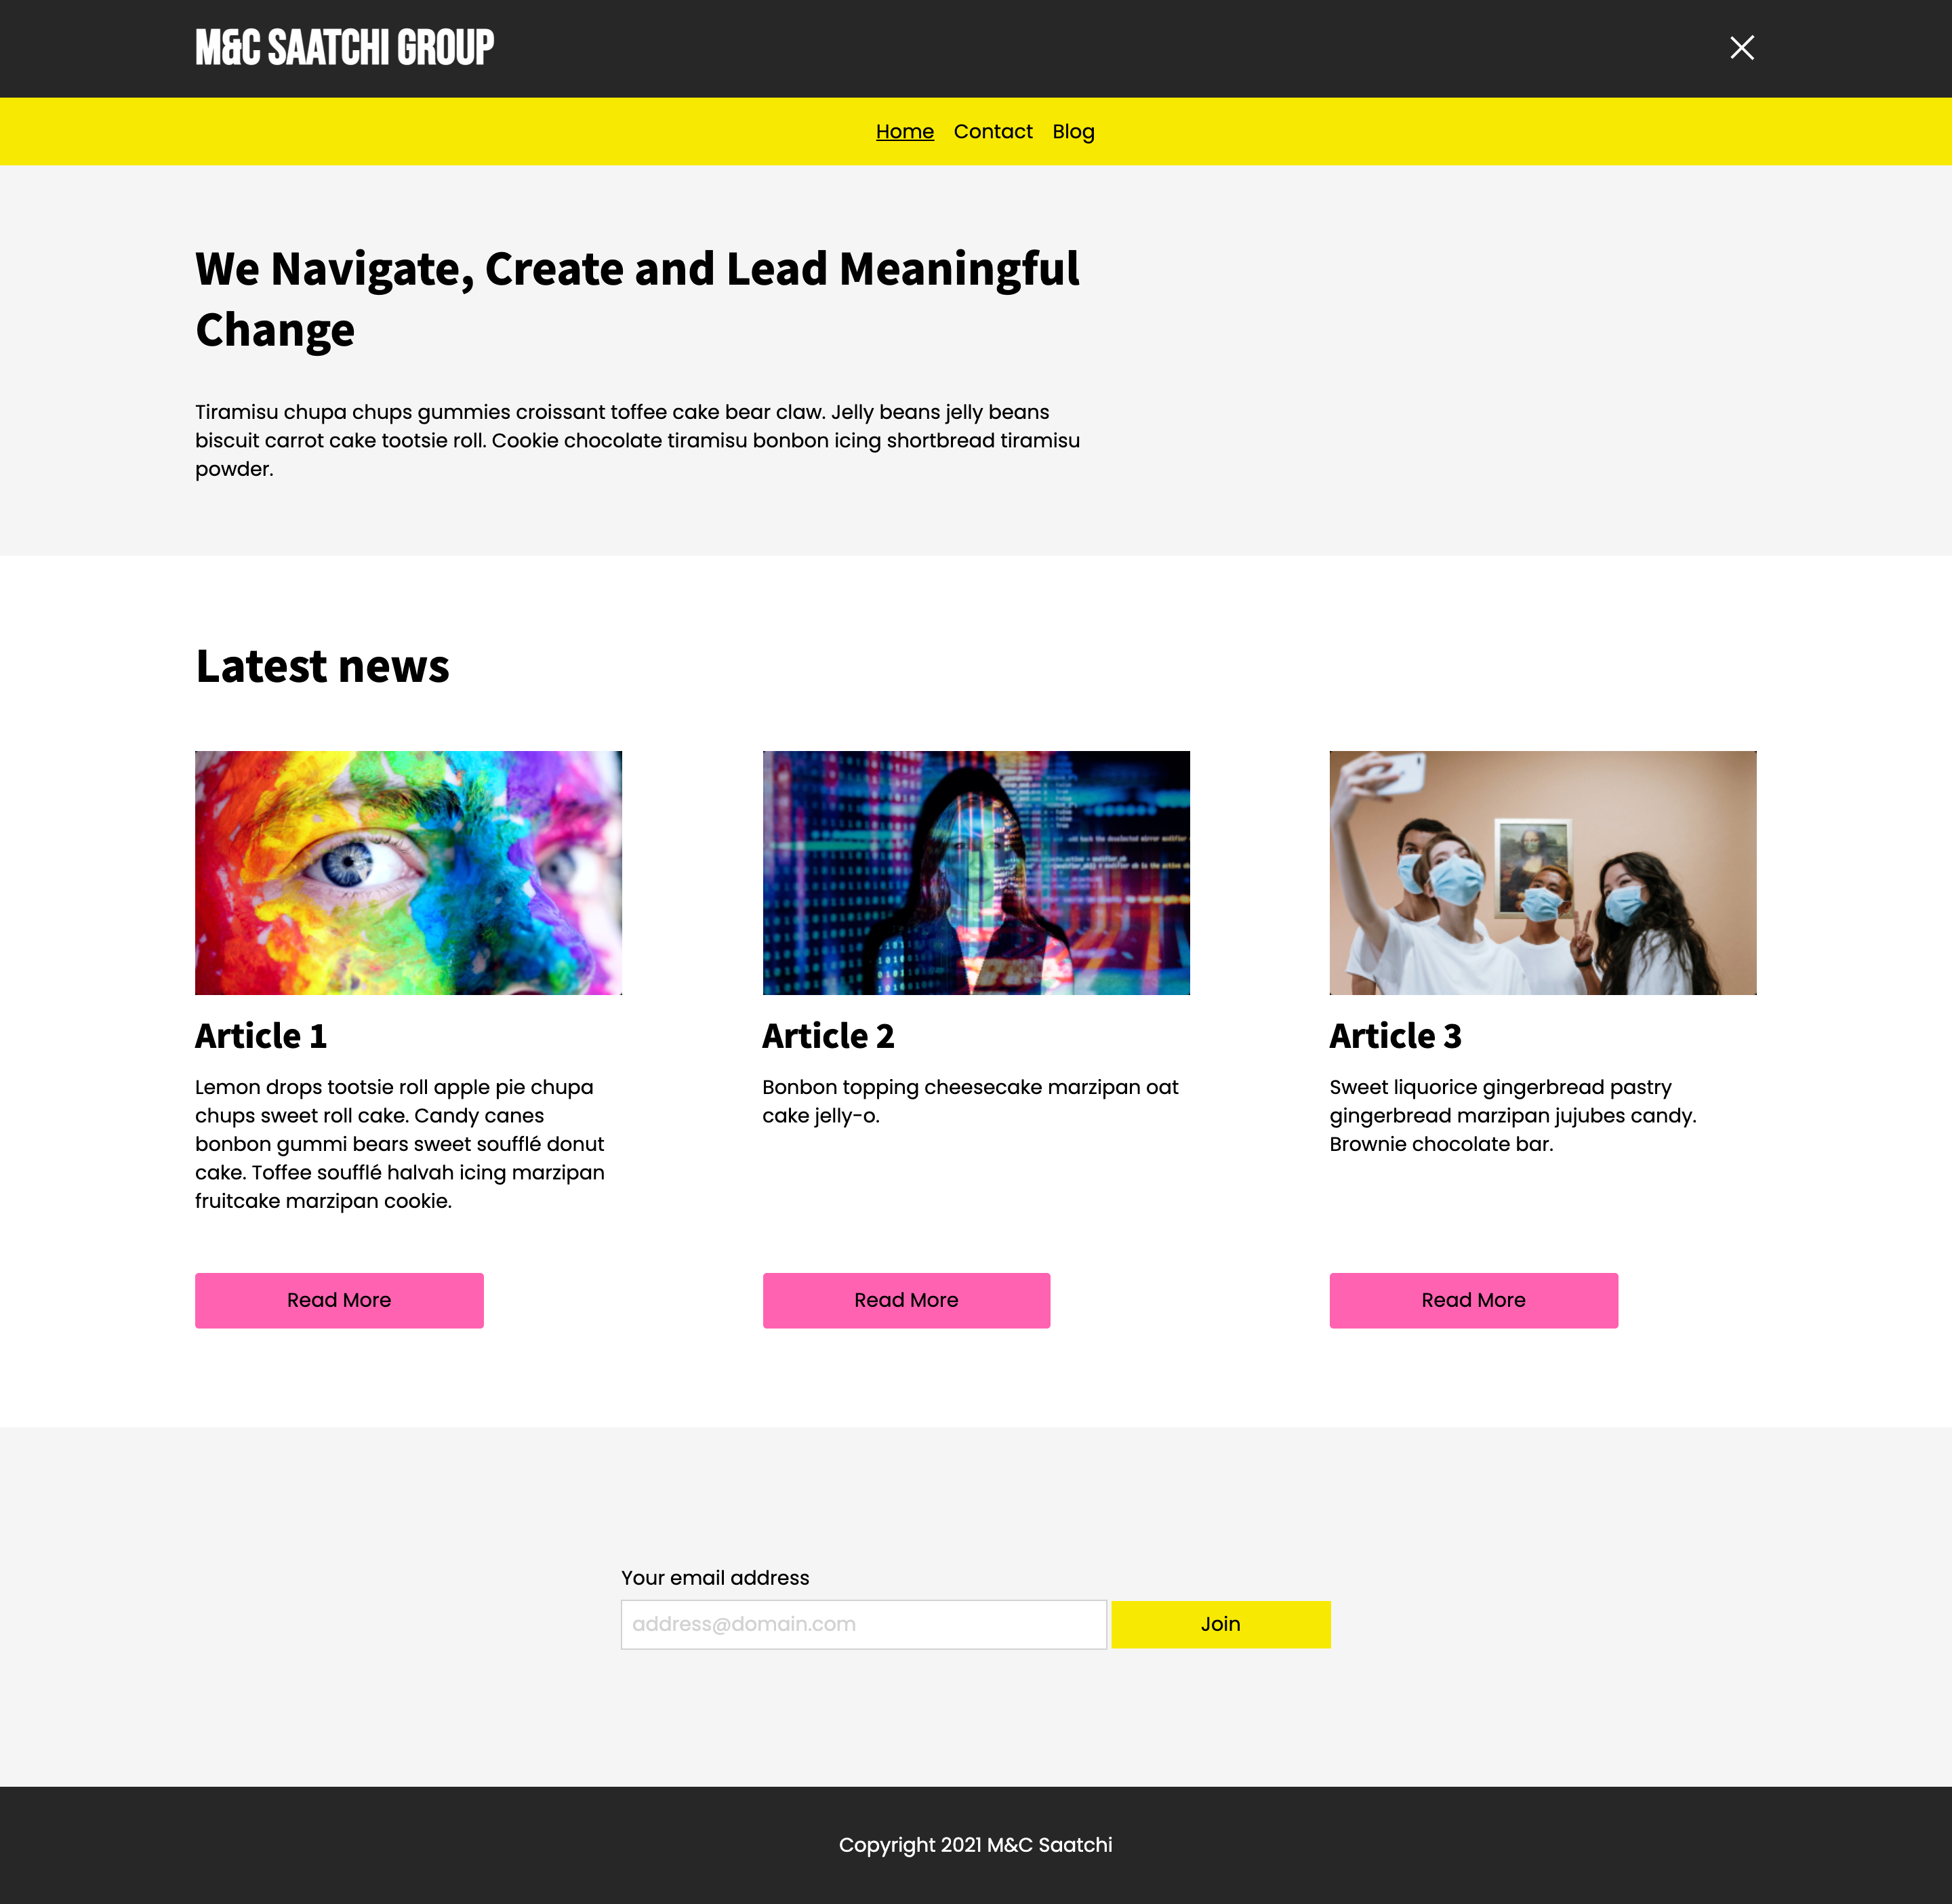 M&C SAATCHI GROUP
Home Contact Blog
We Navigate, Create and Lead Meaningful
Change
Tiramisu chupa chups gummies croissant toffee cake bear claw. Jelly beans jelly beans
biscuit carrot cake tootsie roll. Cookie chocolate tiramisu bonbon icing shortbread tiramisu
powder.
Latest news
Article 1
Lemon drops tootsie roll apple pie chupa
chups sweet roll cake. Candy canes
bonbon gummi bears sweet soufflé donut
cake. Toffee soufflé halvah icing marzipan
fruitcake marzipan cookie.
Read More
Article 2
Bonbon topping cheesecake marzipan oat
cake jelly-o.
Read More
Article 3
Sweet liquorice gingerbread pastry
gingerbread marzipan jujubes candy.
Brownie chocolate bar.
Read More
Your email address
address@domain.com
Join
Copyright 2021 M&C Saatchi